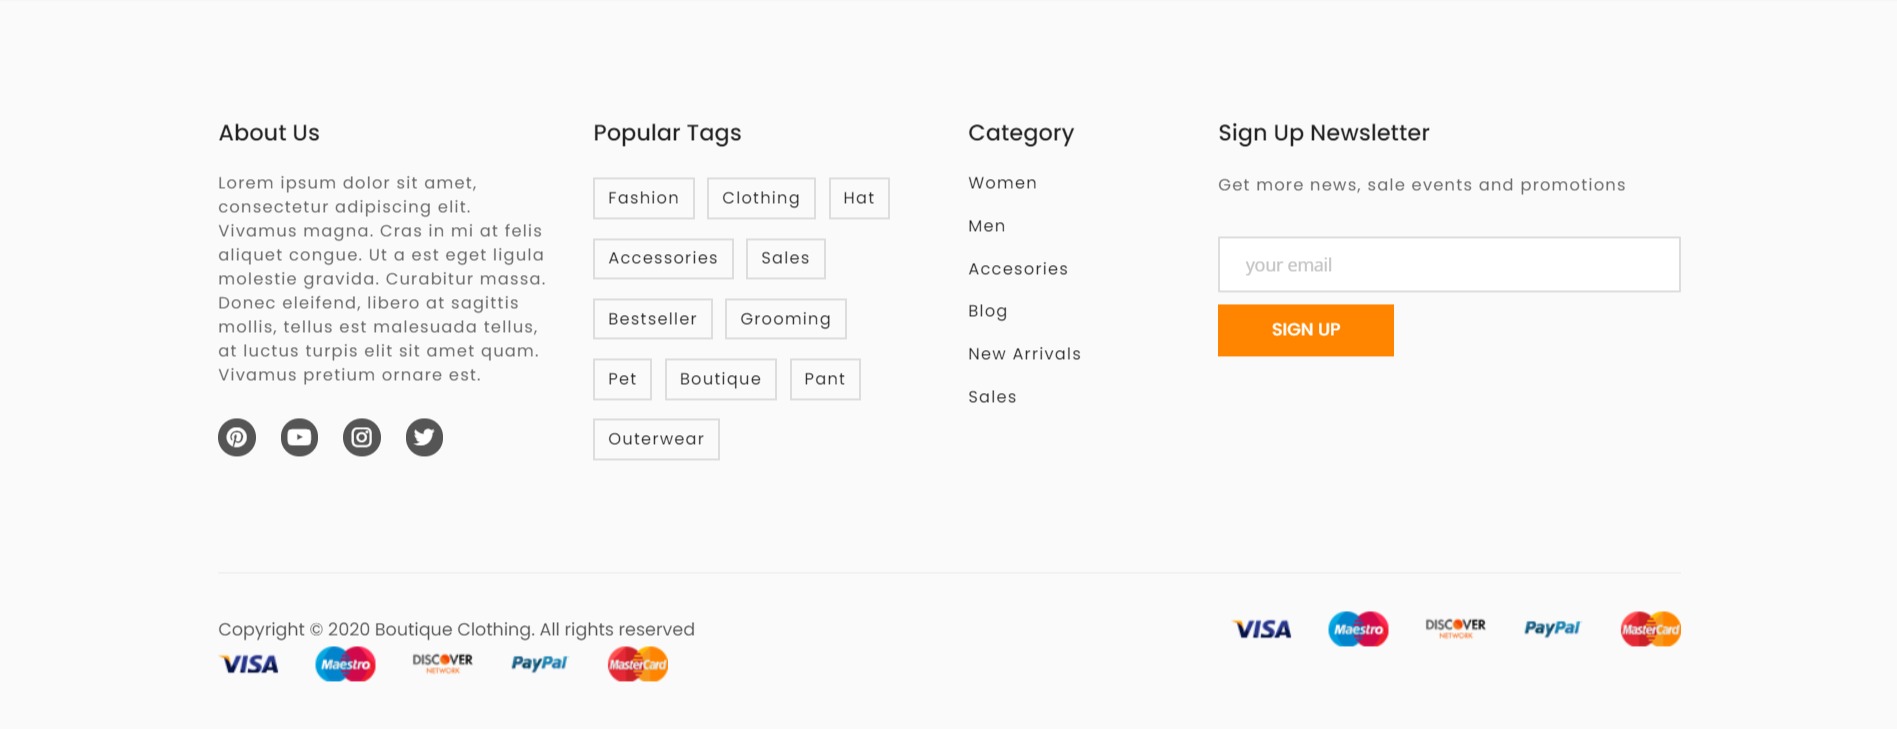 About Us
Lorem ipsum dolor sit amet,
consectetur adipiscing elit.
Vivamus magna. Cras in mi at felis
aliquet congue. Ut a est eget ligula
molestie gravida. Curabitur massa.
Donec eleifend, libero at sagittis
mollis, tellus est malesuada tellus,
at luctus turpis elit sit amet quam.
Vivamus pretium ornare est.
Popular Tags
Fashion Clothing Hat
Accessories Sales
Bestseller Grooming
Pet Boutique Pant
Outerwear
Category
Women
Men
Accesories
Blog
New Arrivals
Sales
Sign Up Newsletter
Get more news, sale events and promotions
your email
SIGN UP
Copyright © 2020 Boutique Clothing. All rights reserved
VISA Maestro DISCOVER NETWORK PayPal MasterCard
VISA Maestro DISCOVER NETWORK PayPal MasterCard